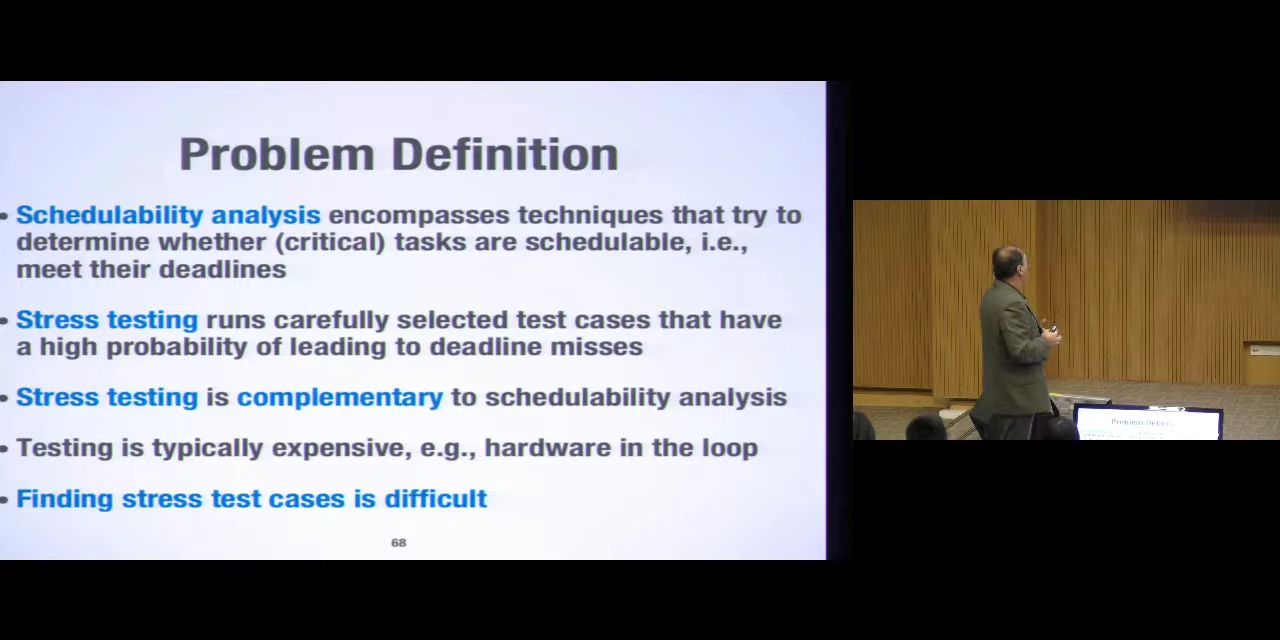 Problem Definition
• Schedulability analysis encompasses techniques that try to
determine whether (critical) tasks are schedulable, i.e.,
meet their deadlines
• Stress testing runs carefully selected test cases that have
a high probability of leading to deadline misses
• Stress testing is complementary to schedulability analysis
• Testing is typically expensive, e.g., hardware in the loop
• Finding stress test cases is difficult
68
Problem Definiti